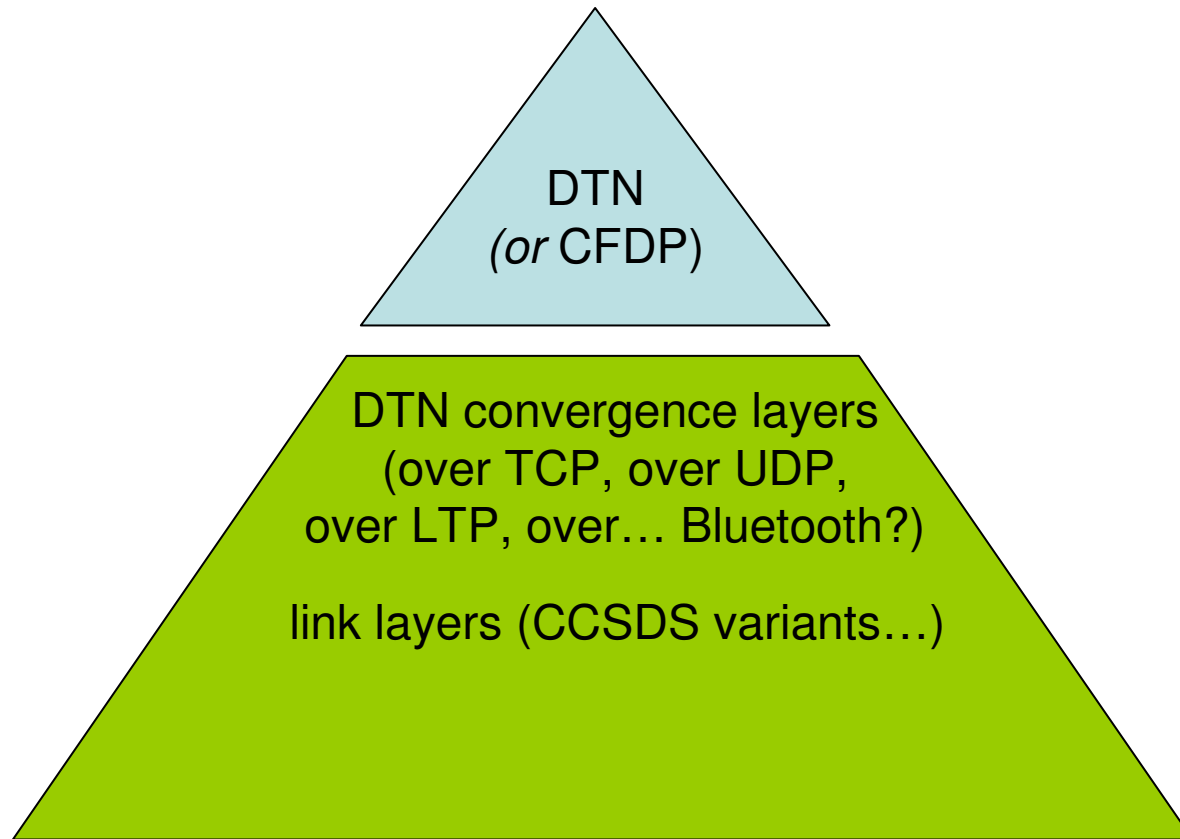 DTN
(or CFDP)
DTN convergence layers
(over TCP, over UDP,
over LTP, over… Bluetooth?)
link layers (CCSDS variants…)